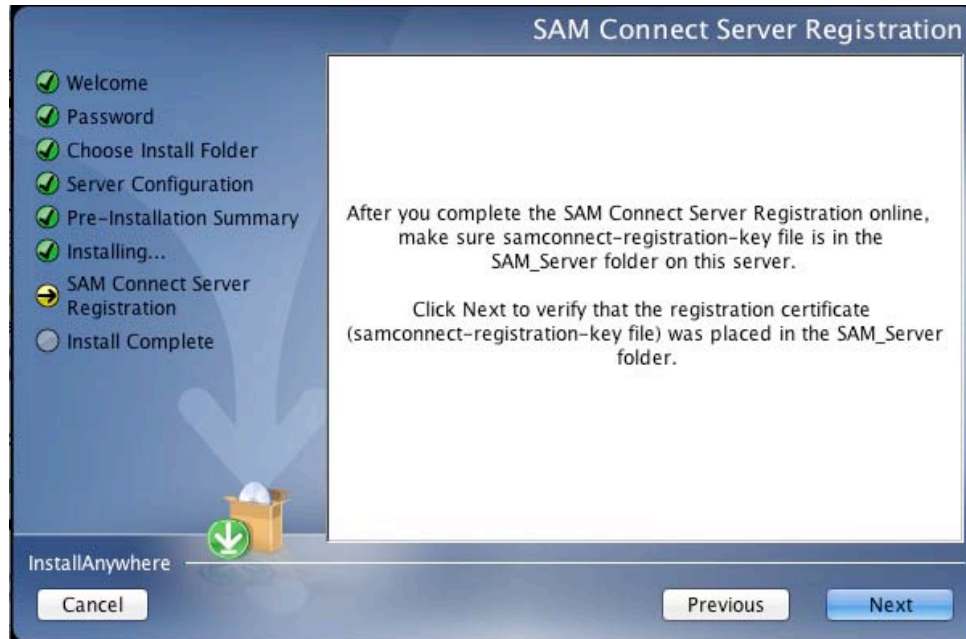 SAM Connect Server Registration
Welcome
Password
Choose Install Folder
Server Configuration
Pre-Installation Summary
Installing...
SAM Connect Server
Registration
Install Complete
After you complete the SAM Connect Server Registration online,
make sure samconnect-registration-key file is in the
SAM_Server folder on this server.
Click Next to verify that the registration certificate
(samconnect-registration-key file) was placed in the SAM_Server
folder.
InstallAnywhere
Cancel
Previous
Next